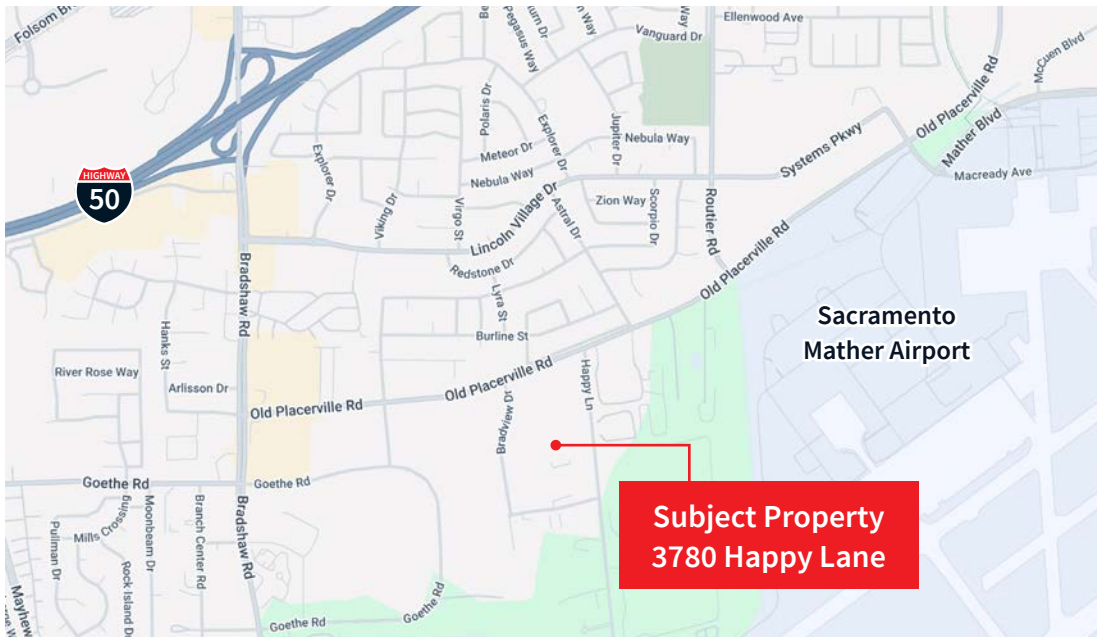 Folsom B
Pegasus Way
Vanguard Dr
Way
Ellenwood Ave
McCuen Blvd
Old Placerville Rd
Mather Blvd
Polaris Dr
Explorer Dr
Jupiter Dr
Nebula Way
Systems Pkwy
Meteor Dr
Explorer Dr
Nebula Way
Macready Ave
HIGHWAY
50
Zion Way
Scorpio Dr
Routier Rd
Viking Dr
Virgo St
Lincoln Village Dr
Astral Dr
Old Placerville Rd
Bradshaw Rd
Redstone Dr
Lyra St
Sacramento
Mather Airport
Hanks St
Burline St
River Rose Way
Arlisson Dr
Old Placerville Rd
Old Placerville Rd
Happy Ln
Bradview Dr
Goethe Rd
Goethe Rd
Subject Property
3780 Happy Lane
Pullman Dr
Mills Crossing
Moonbeam Dr
Branch Center Rd
Bradshaw Rd
Rock Island D
Mayhew
Goethe Rd
Goethe Rd